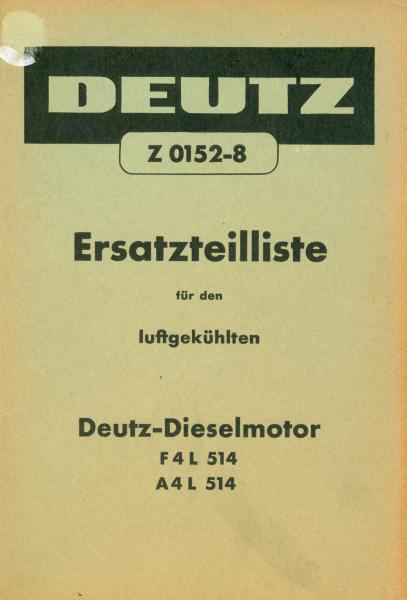 DEUTZ
Z 0152-8
Ersatzteilliste
für den
luftgekühlten
Deutz-Dieselmotor
F 4 L 514
A 4 L 514